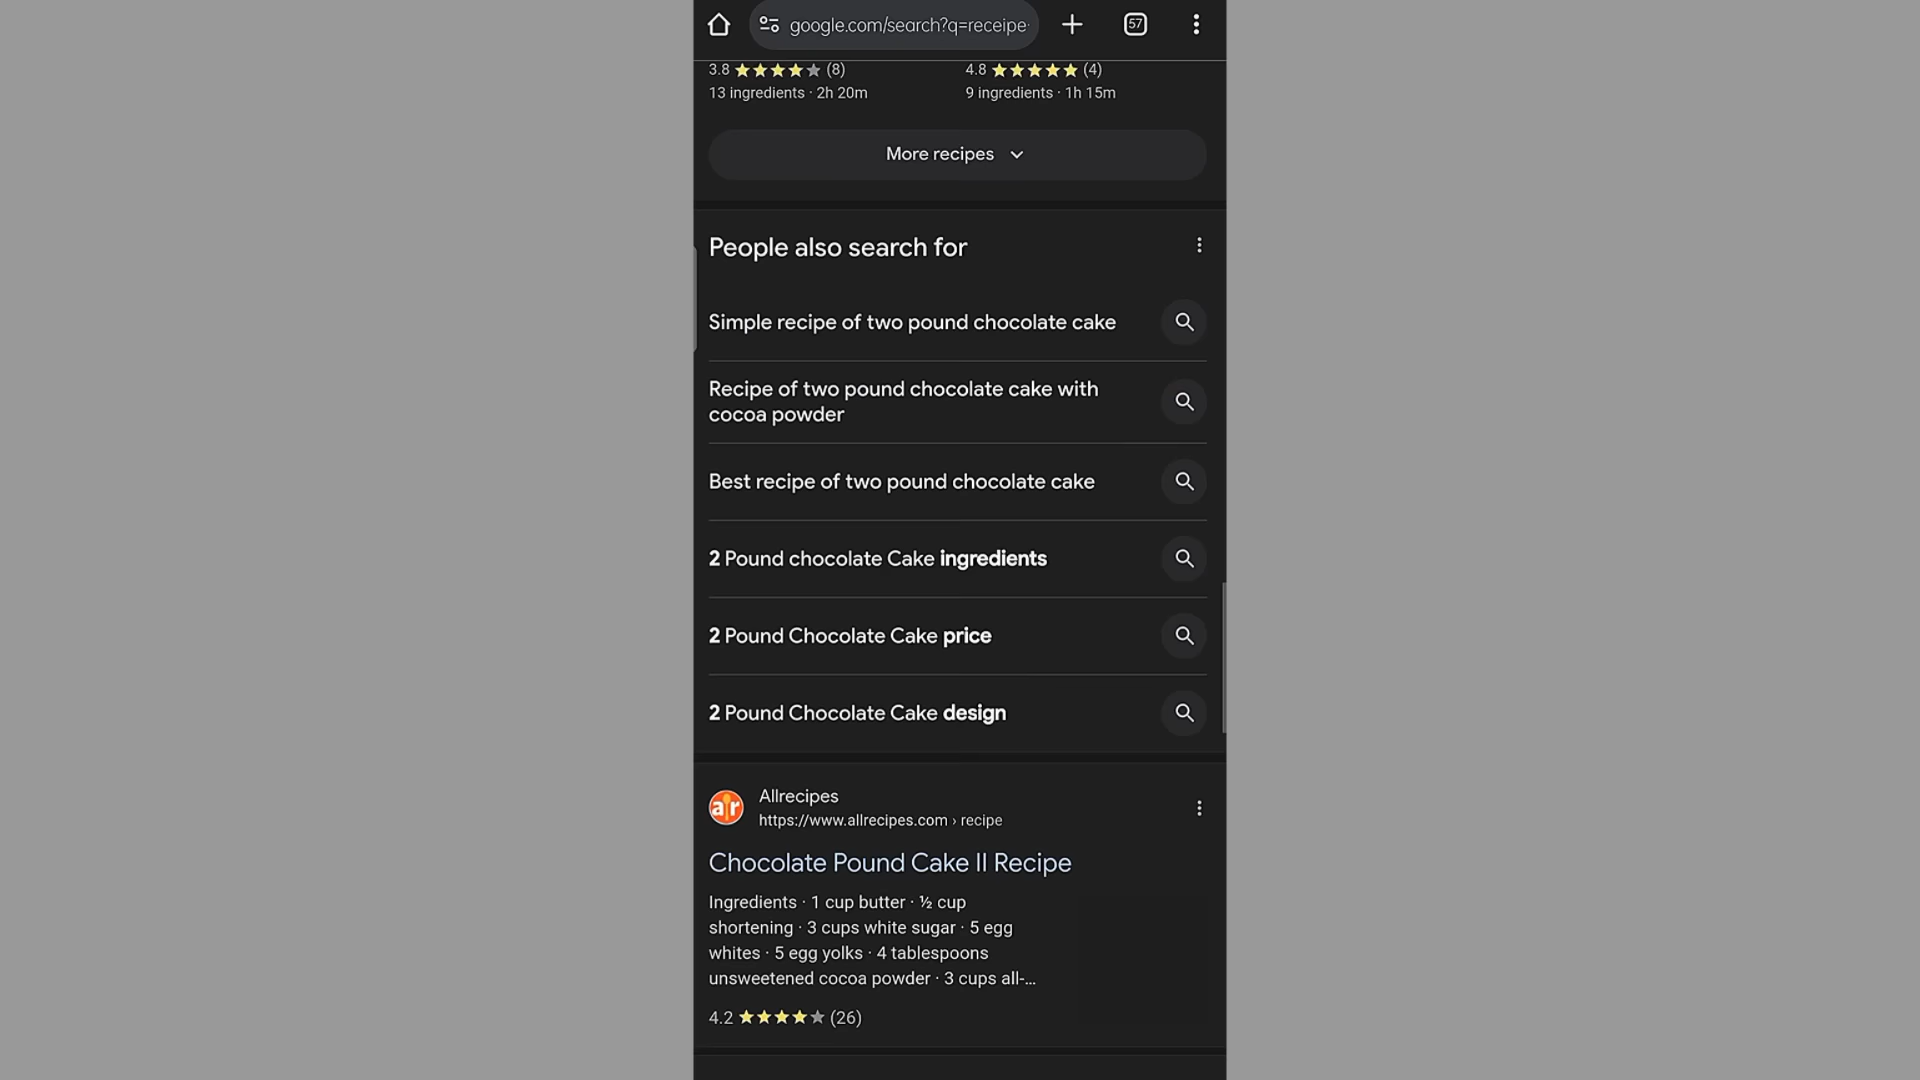 google.com/search?q=receipe
57
3.8 (8)
4.8 (4)
13 ingredients · 2h 20m
9 ingredients · 1h 15m
More recipes
People also search for
Simple recipe of two pound chocolate cake
Recipe of two pound chocolate cake with
cocoa powder
Best recipe of two pound chocolate cake
2 Pound chocolate Cake ingredients
2 Pound Chocolate Cake price
2 Pound Chocolate Cake design
ar
Allrecipes
https://www.allrecipes.com › recipe
Chocolate Pound Cake II Recipe
Ingredients · 1 cup butter · ½ cup
shortening · 3 cups white sugar · 5 egg
whites · 5 egg yolks · 4 tablespoons
unsweetened cocoa powder · 3 cups all-...
4.2 (26)